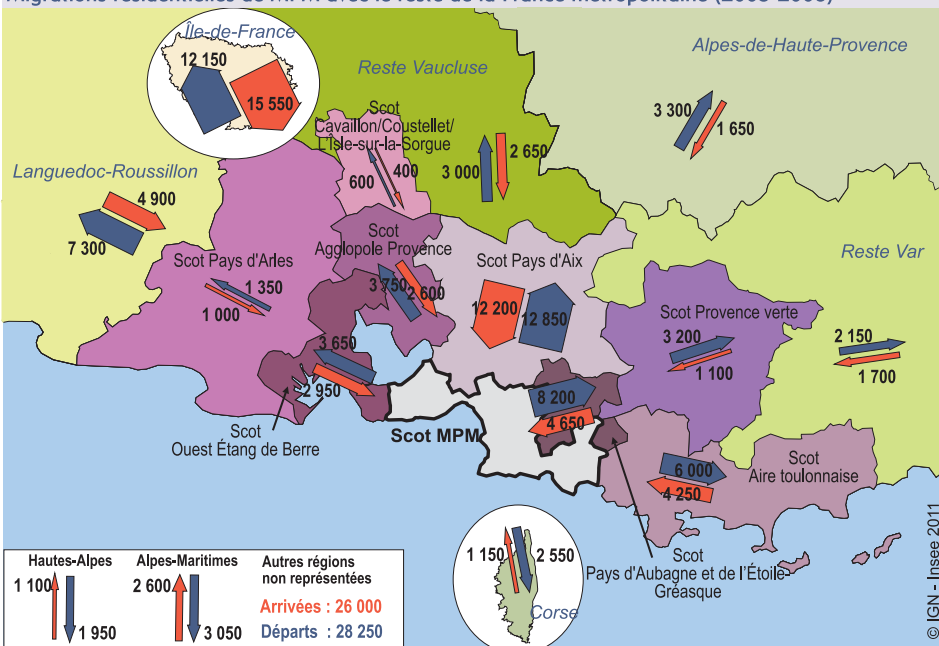 Île-de-France
12 150
15 550
Reste Vaucluse
Alpes-de-Haute-Provence
3 300
1 650
Scot
Cavaillon/Coustellet/
L'Isle-sur-la-Sorgue
400
600
2 650
3 000
Languedoc-Roussillon
4 900
7 300
Scot Pays d'Arles
1 350
1 000
Scot
Agglopole Provence
3 750
2 600
Scot Pays d'Aix
12 200
12 850
Reste Var
2 150
1 700
Scot Provence verte
3 200
1 100
3 650
2 950
Scot
Ouest Étang de Berre
Scot MPM
8 200
4 650
6 000
4 250
Scot
Aire toulonnaise
Scot
Pays d'Aubagne et de l'Étoile-
Gréasque
1 150
2 550
Corse
Hautes-Alpes
1 100
1 950
Alpes-Maritimes
2 600
3 050
Autres régions
non représentées
Arrivées : 26 000
Départs : 28 250
© IGN - Insee 2011